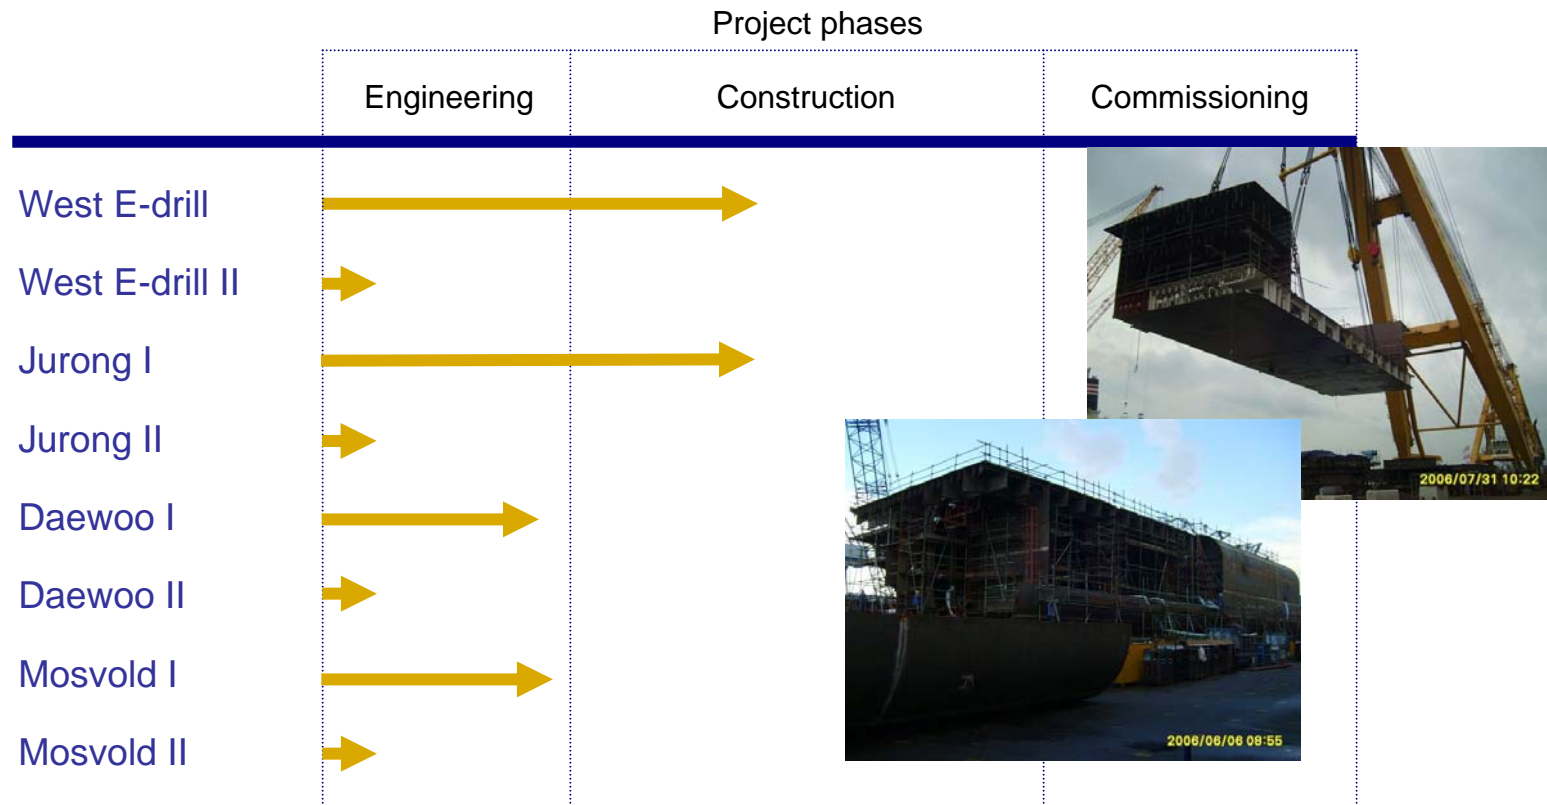 Project phases
Engineering Construction Commissioning
West E-drill
West E-drill II
Jurong I
Jurong II
Daewoo I
Daewoo II
Mosvold I
Mosvold II
2006/07/31 10:22
2006/06/06 08:55